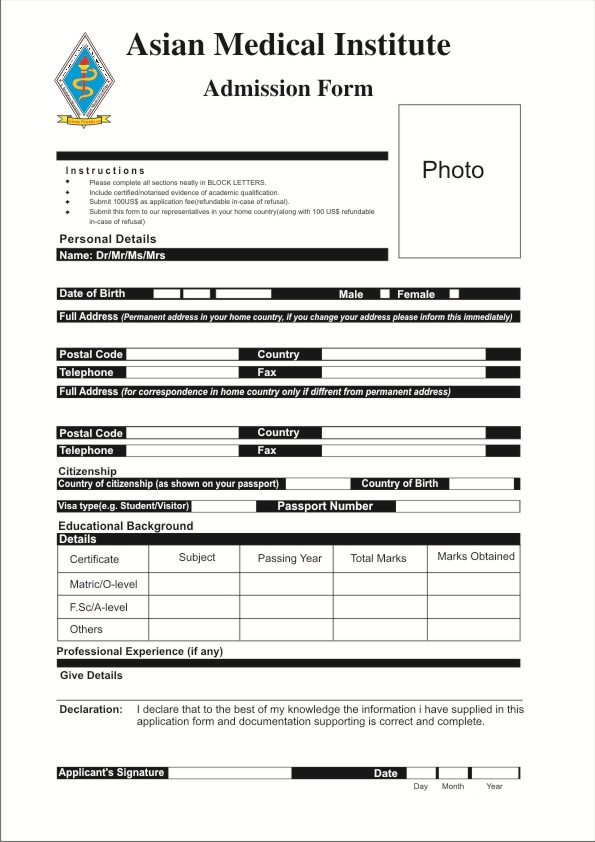 Asian Medical Institute
Admission Form
Photo
Instructions
Please complete all sections neatly in BLOCK LETTERS.
Include certified/notarised evidence of academic qualification.
Submit 100US$ as application fee(refundable in-case of refusal).
Submit this form to our representatives in your home country(along with 100 US$ refundable
in-case of refusal)
Personal Details
Name: Dr/Mr/Ms/Mrs
Date of Birth Male Female
Full Address (Permanent address in your home country, if you change your address please inform this immediately)
Postal Code Country
Telephone Fax
Full Address (for correspondence in home country only if diffrent from permanent address)
Postal Code Country
Telephone Fax
Citizenship
Country of citizenship (as shown on your passport) Country of Birth
Visa type(e.g. Student/Visitor) Passport Number
Educational Background
Details
Certificate Subject Passing Year Total Marks Marks Obtained
Matric/O-level
F.Sc/A-level
Others
Professional Experience (if any)
Give Details
Declaration: I declare that to the best of my knowledge the information i have supplied in this
application form and documentation supporting is correct and complete.
Applicant's Signature Date
Day Month Year